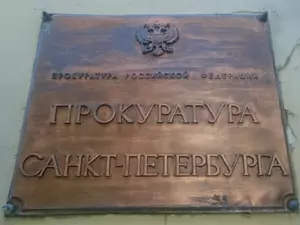 ПРОКУРАТУРА РОССИЙСКОЙ ФЕДЕРАЦИИ
ПРОКУРАТУРА
САНКТ-ПЕТЕРБУРГА